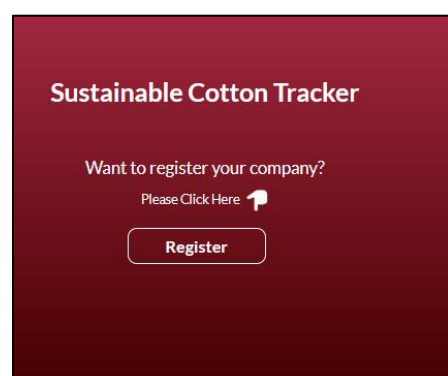 Sustainable Cotton Tracker
Want to register your company?
Please Click Here
Register